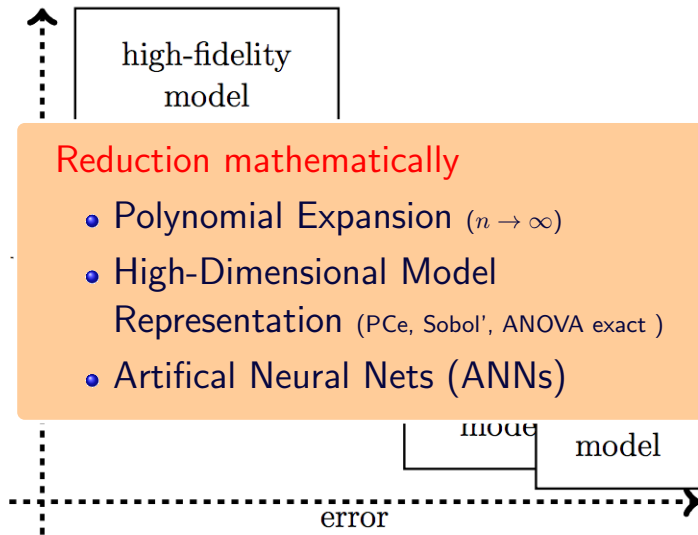 high-fidelity
model
Reduction mathematically
Polynomial Expansion (n → ∞)
High-Dimensional Model
Representation (PCe, Sobol', ANOVA exact )
Artifical Neural Nets (ANNs)
model
error